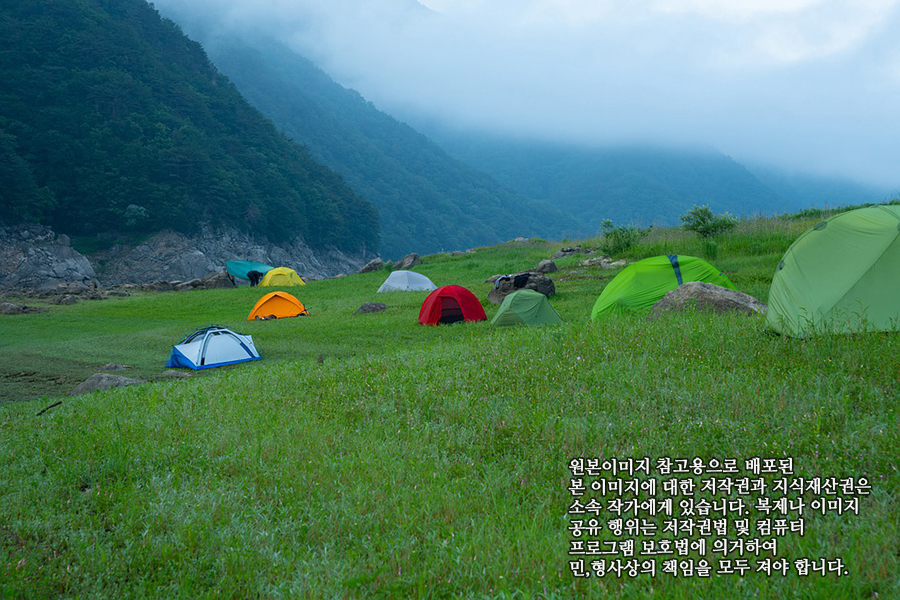 원본이미지 참고용으로 배포된
본 이미지에 대한 저작권과 지식재산권은
소속 작가에게 있습니다. 복제나 이미지
공유 행위는 저작권법 및 컴퓨터
프로그램 보호법에 의거하여
민,형사상의 책임을 모두 져야 합니다.